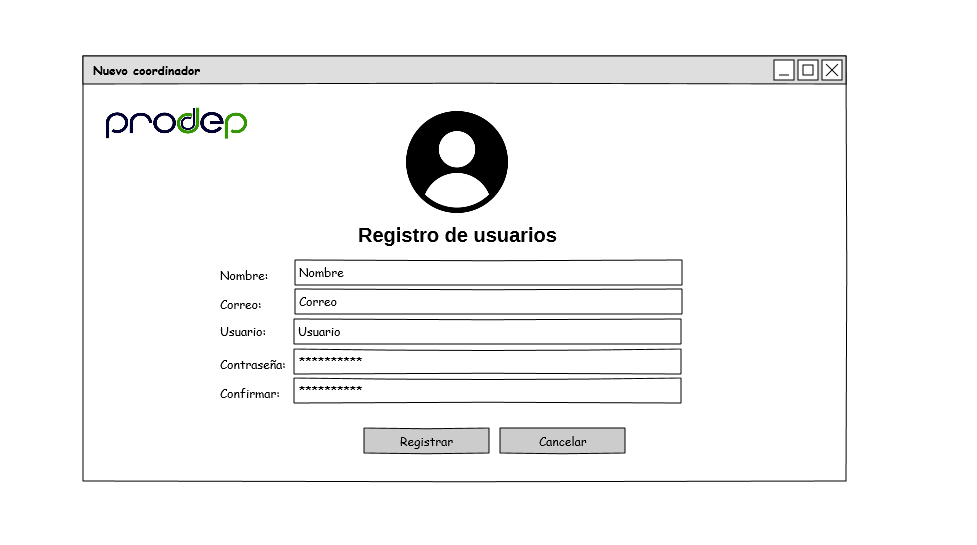 Nuevo coordinador
prodep
Registro de usuarios
Nombre: Nombre
Correo: Correo
Usuario: Usuario
Contraseña: **********
Confirmar: **********
Registrar Cancelar